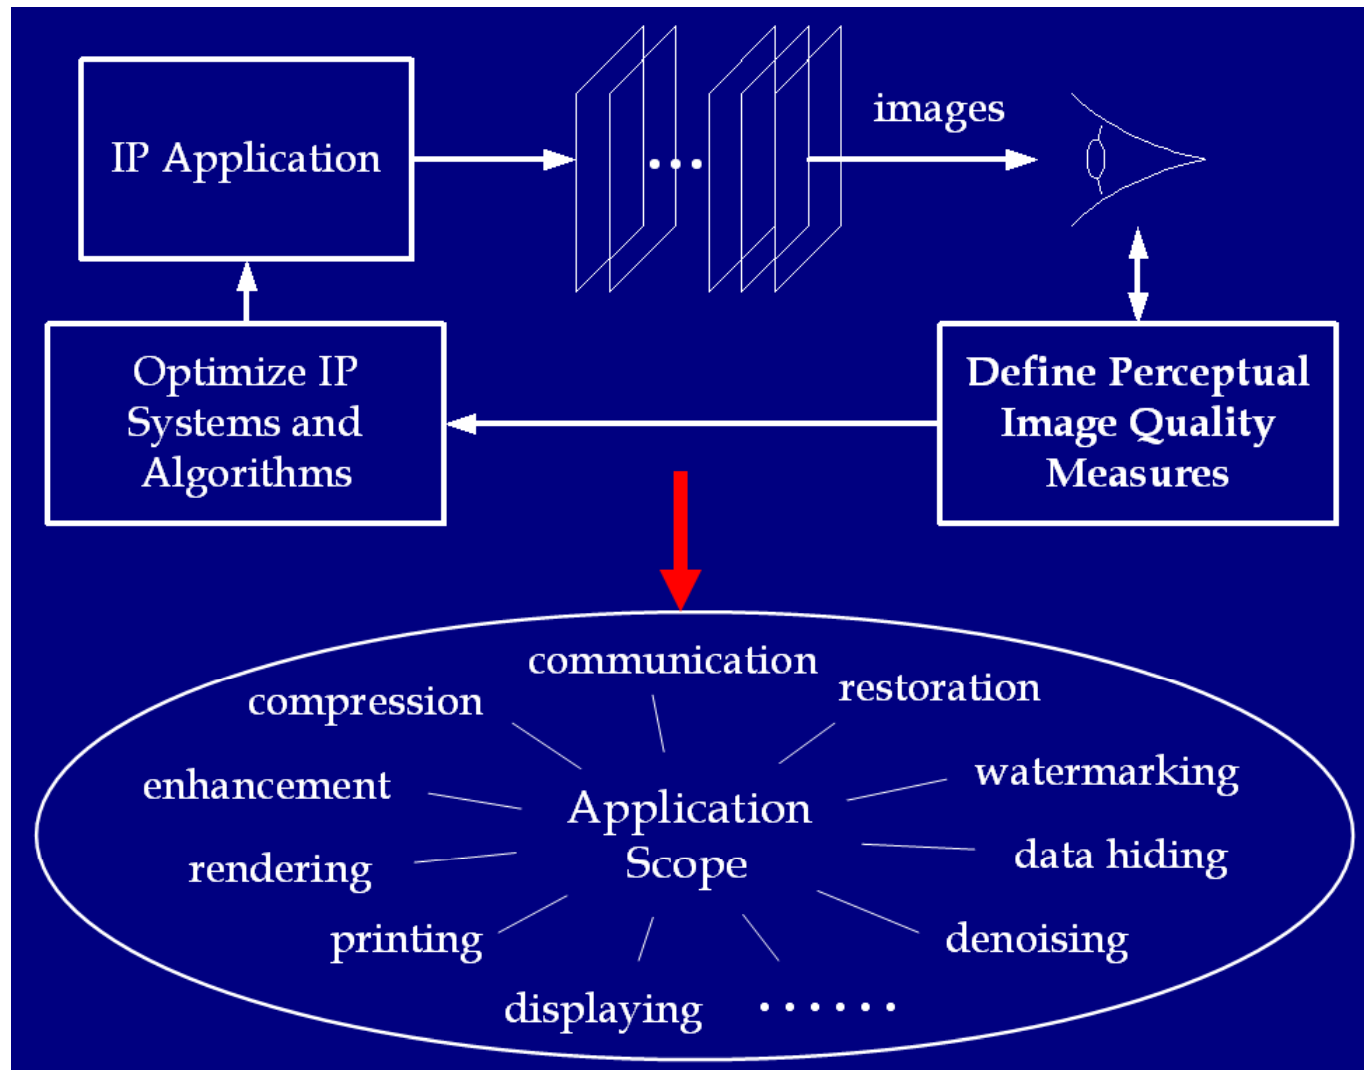 IP Application
images
Optimize IP
Systems and
Algorithms
Define Perceptual
Image Quality
Measures
communication
compression
restoration
enhancement
watermarking
Application
Scope
rendering
data hiding
printing
denoising
displaying
......